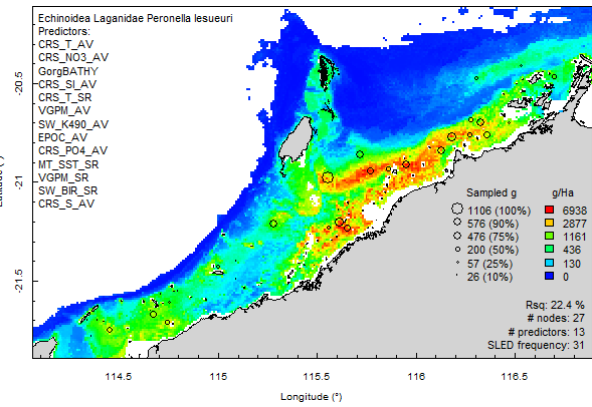 Echinoidea Laganidae Peronella lesueuri
Predictors:
CRS_T_AV
CRS_NO3_AV
GorgBATHY
CRS_SI_AV
CRS_T_SR
VGPM_AV
SW_K490_AV
EPOC_AV
CRS_PO4_AV
MT_SST_SR
VGPM_SR
SW_BIR_SR
CRS_S_AV
-20.5
-21
-21.5
Sampled g g/Ha
1106 (100%) 6938
576 (90%) 2877
476 (75%) 1161
200 (50%) 436
57 (25%) 130
26 (10%) 0
Rsq: 22.4 %
# nodes: 27
# predictors: 13
SLED frequency: 31
114.5 115 115.5 116 116.5
Longitude (°)